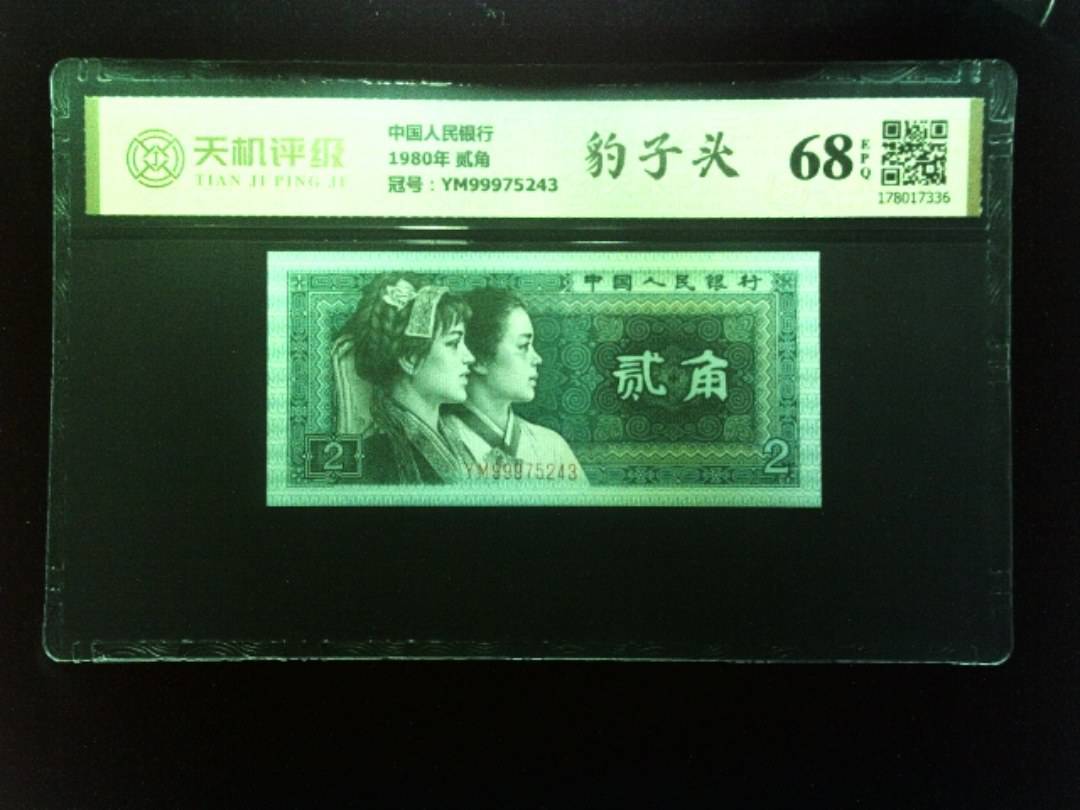 天机评级
TIAN JI PING JI
中国人民银行
1980年 贰角
冠号：YM99975243
豹子头
68
EPQ
178017336
中国人民银行
贰角
2
2
YM99975243